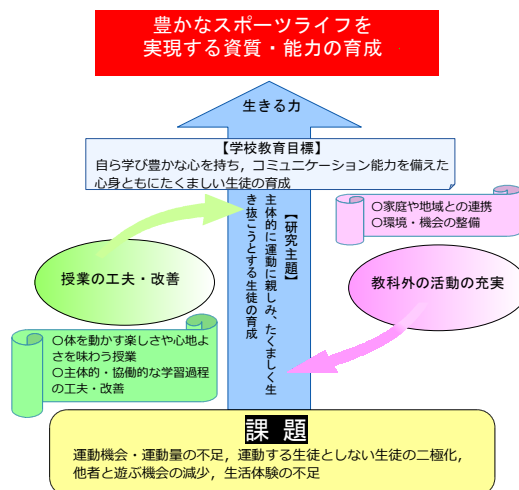 豊かなスポーツライフを
実現する資質・能力の育成
生きる力
【学校教育目標】
自ら学び豊かな心を持ち，コミュニケーション能力を備えた
心身ともにたくましい生徒の育成
【研究主題】
主体的に運動に親しみ、たくましく生
き抜こうとする生徒の育成
〇家庭や地域との連携
〇環境・機会の整備
授業の工夫・改善
教科外の活動の充実
〇体を動かす楽しさや心地よ
さを味わう授業
〇主体的・協働的な学習過程
の工夫・改善
課 題
運動機会・運動量の不足，運動する生徒としない生徒の二極化，
他者と遊ぶ機会の減少，生活体験の不足